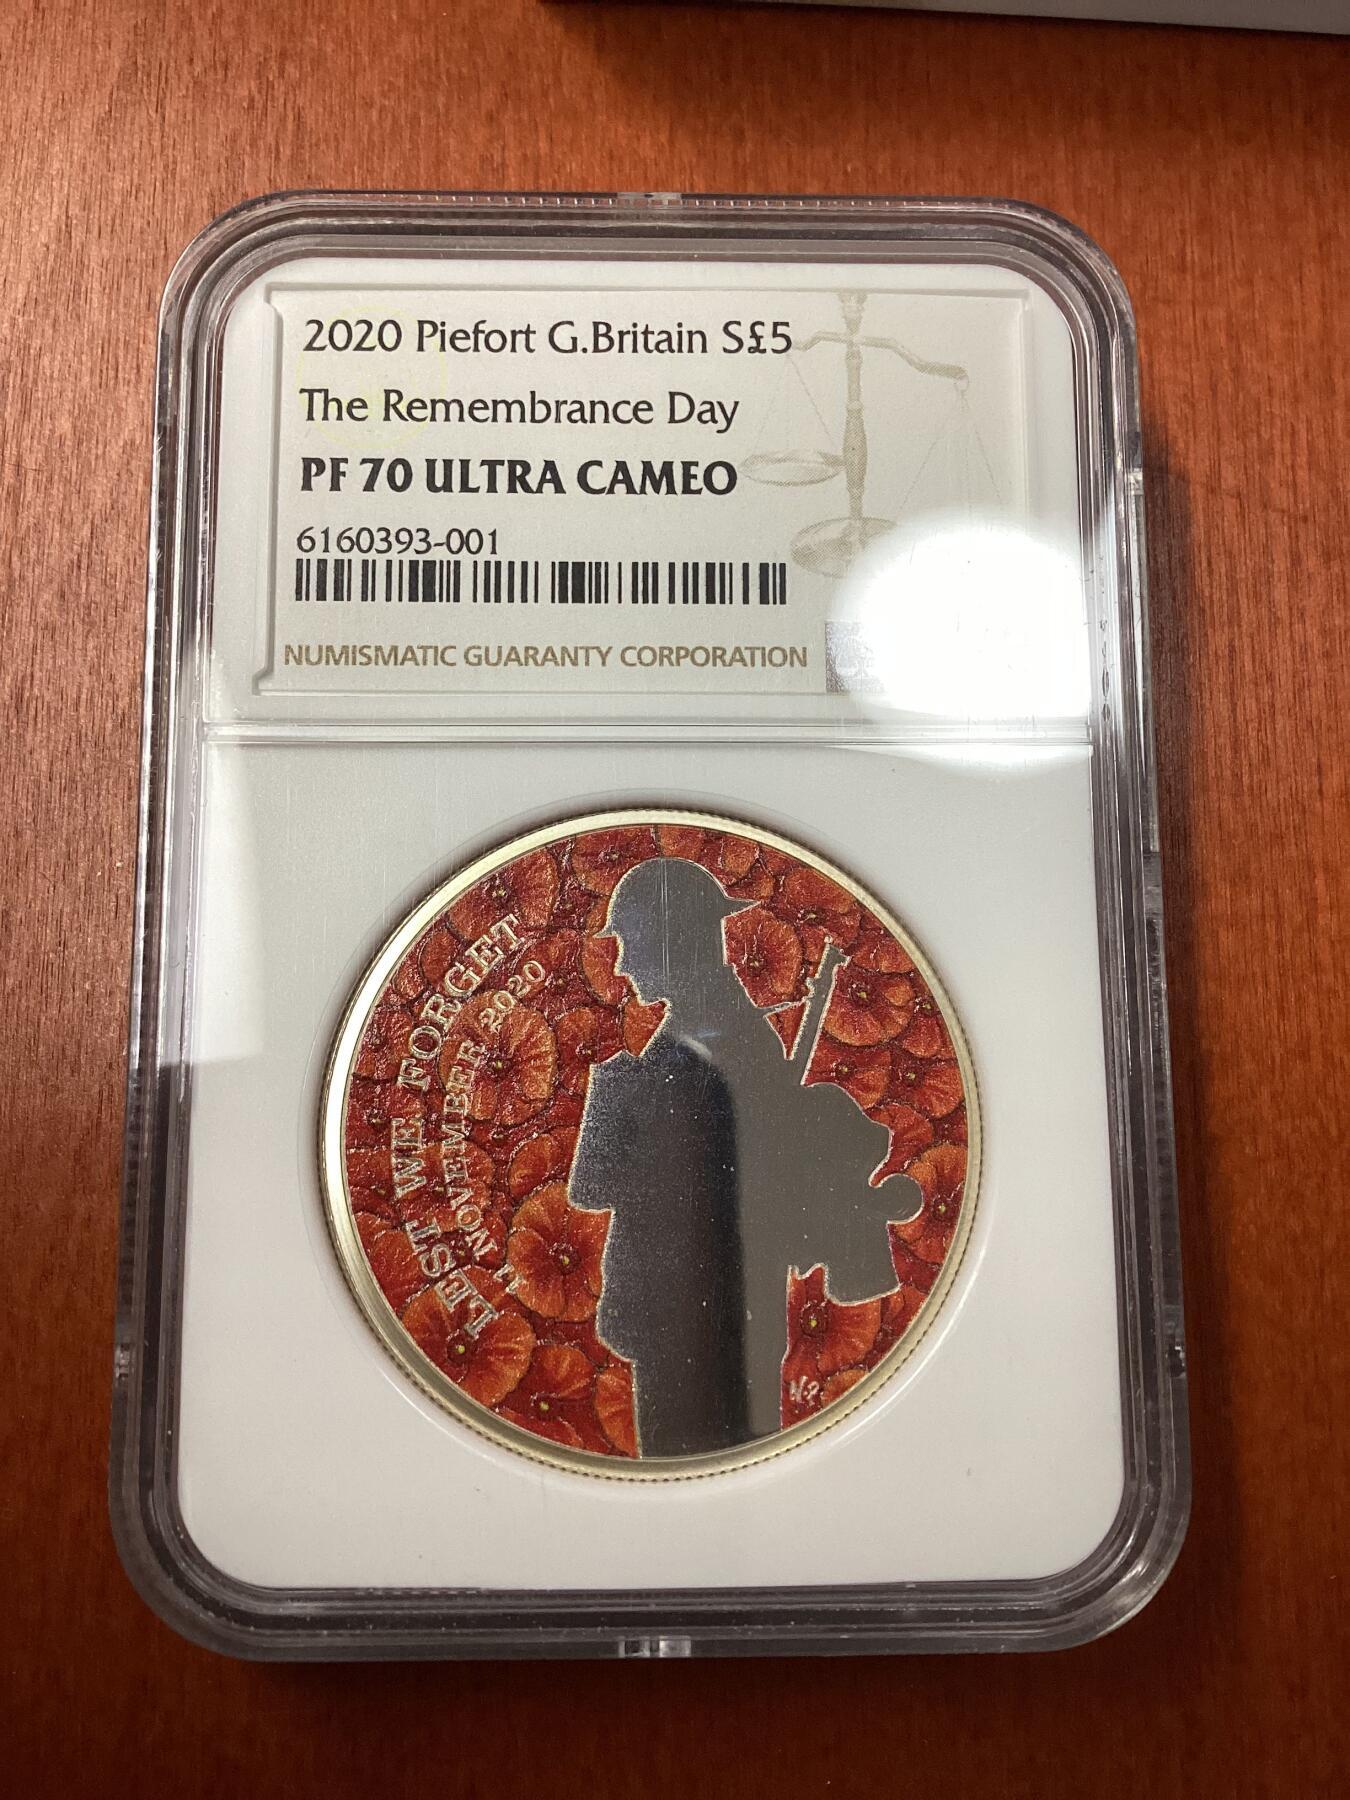 2020 Piefort G.Britain S£5
The Remembrance Day
PF 70 ULTRA CAMEO
6160393-001
NUMISMATIC GUARANTY CORPORATION
LEST WE FORGET
11 NOVEMBER 2020